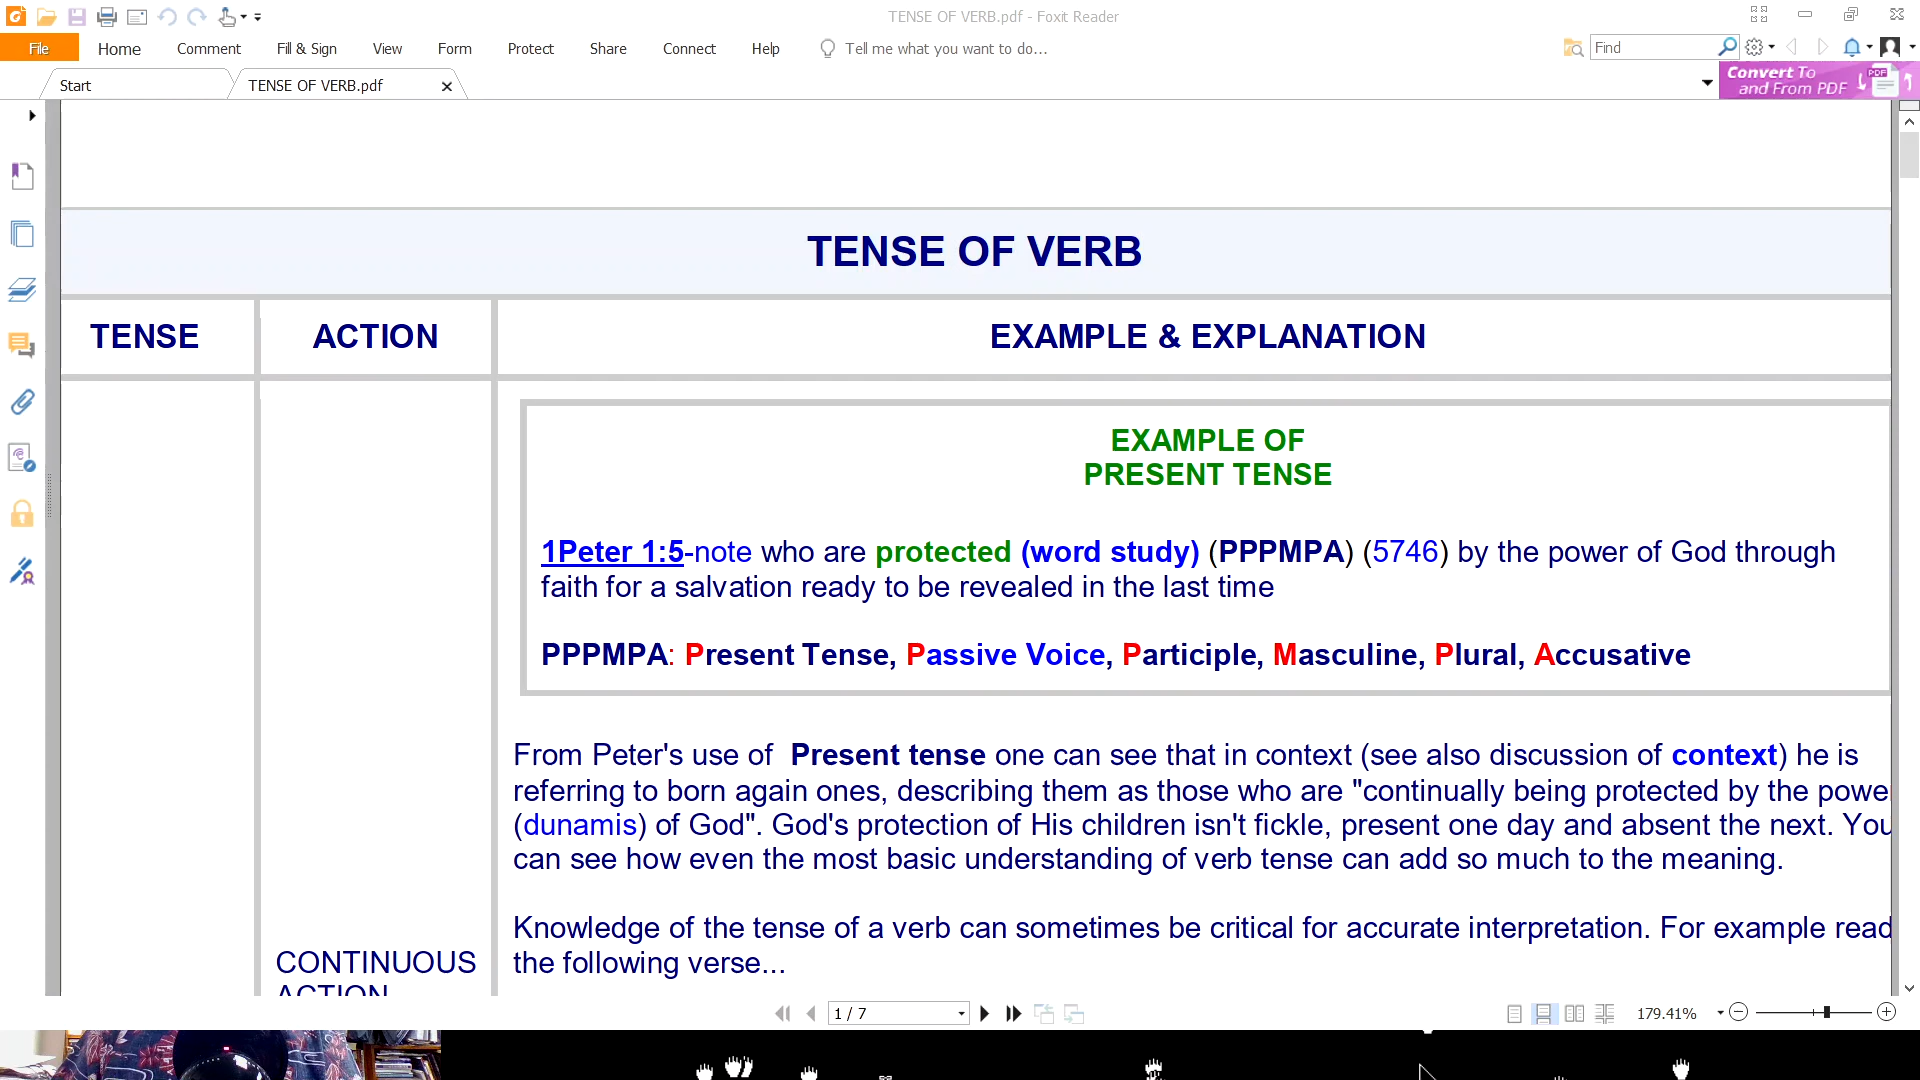 TENSE OF VERB.pdf - Foxit Reader
File Home Comment Fill & Sign View Form Protect Share Connect Help Tell me what you want to do... Find
Start TENSE OF VERB.pdf
Convert To PDF
and From PDF
TENSE OF VERB
TENSE ACTION EXAMPLE & EXPLANATION
EXAMPLE OF
PRESENT TENSE
1Peter 1:5-note who are protected (word study) (PPPMPA) (5746) by the power of God through
faith for a salvation ready to be revealed in the last time
PPPMPA: Present Tense, Passive Voice, Participle, Masculine, Plural, Accusative
From Peter's use of Present tense one can see that in context (see also discussion of context) he is
referring to born again ones, describing them as those who are "continually being protected by the powe
(dunamis) of God". God's protection of His children isn't fickle, present one day and absent the next. You
can see how even the most basic understanding of verb tense can add so much to the meaning.
Knowledge of the tense of a verb can sometimes be critical for accurate interpretation. For example read
CONTINUOUS the following verse...
ACTION
1 / 7 179.41%